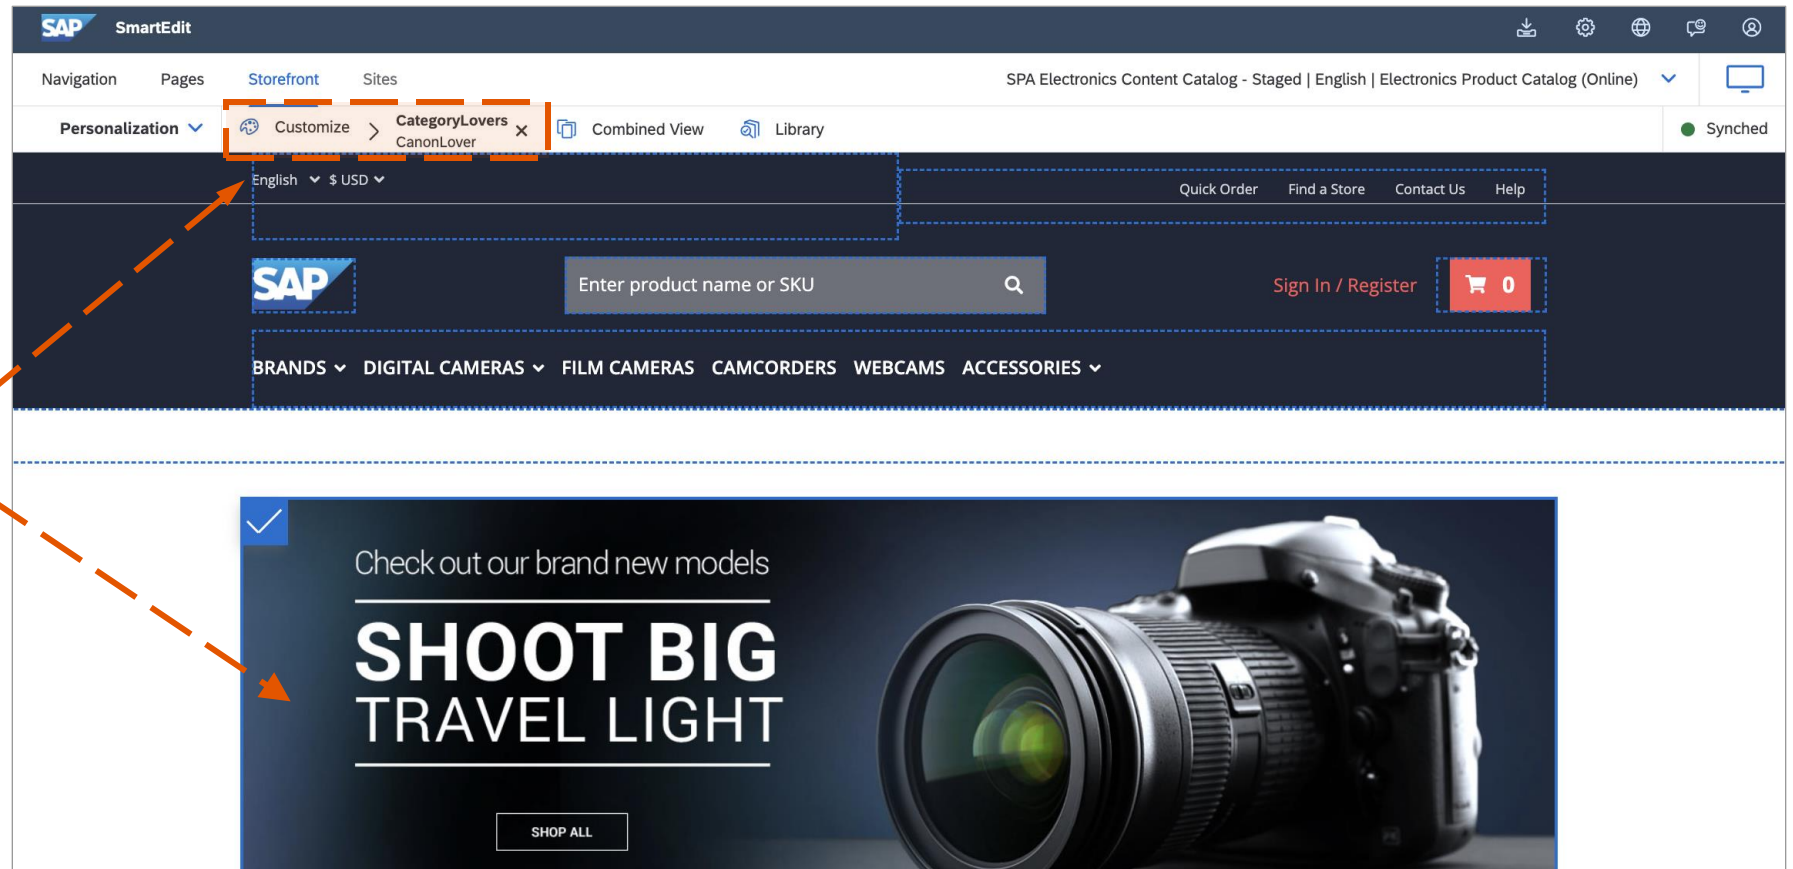 SAP SmartEdit
Navigation Pages Storefront Sites
SPA Electronics Content Catalog - Staged | English | Electronics Product Catalog (Online)
Personalization Customize CategoryLovers
CanonLover
Combined View Library Synched
English $ USD
Quick Order Find a Store Contact Us Help
SAP Enter product name or SKU Sign In / Register 0
BRANDS DIGITAL CAMERAS FILM CAMERAS CAMCORDERS WEBCAMS ACCESSORIES
Check out our brand new models
SHOOT BIG
TRAVEL LIGHT
SHOP ALL